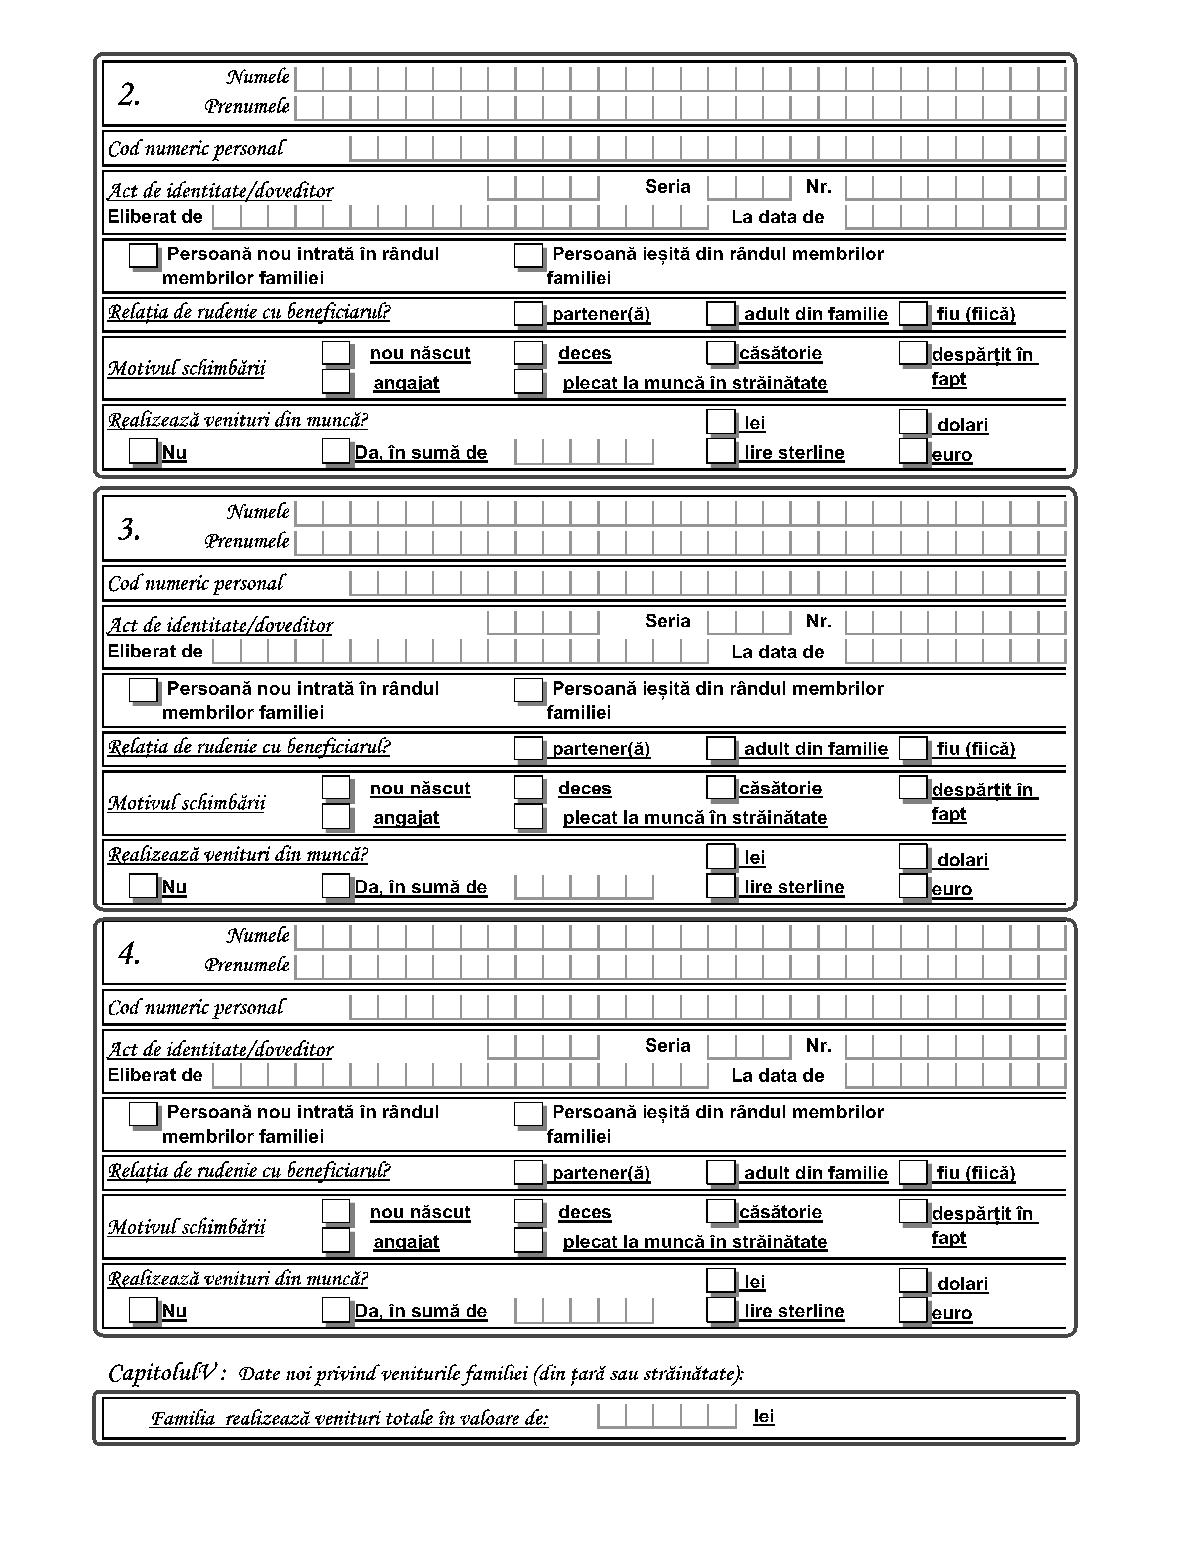 2.
Numele
Prenumele
Cod numeric personal
Act de identitate/doveditor Seria Nr.
Eliberat de La data de
Persoană nou intrată în rândul Persoană ieșită din rândul membrilor
membrilor familiei familiei
Relația de rudenie cu beneficiarul? partener(ă) adult din familie fiu (fiică)
Motivul schimbării nou născut deces căsătorie despărțit în
angajat plecat la muncă în străinătate fapt
Realizează venituri din muncă? lei dolari
Nu Da, în sumă de lire sterline euro
3.
Numele
Prenumele
Cod numeric personal
Act de identitate/doveditor Seria Nr.
Eliberat de La data de
Persoană nou intrată în rândul Persoană ieșită din rândul membrilor
membrilor familiei familiei
Relația de rudenie cu beneficiarul? partener(ă) adult din familie fiu (fiică)
Motivul schimbării nou născut deces căsătorie despărțit în
angajat plecat la muncă în străinătate fapt
Realizează venituri din muncă? lei dolari
Nu Da, în sumă de lire sterline euro
4.
Numele
Prenumele
Cod numeric personal
Act de identitate/doveditor Seria Nr.
Eliberat de La data de
Persoană nou intrată în rândul Persoană ieșită din rândul membrilor
membrilor familiei familiei
Relația de rudenie cu beneficiarul? partener(ă) adult din familie fiu (fiică)
Motivul schimbării nou născut deces căsătorie despărțit în
angajat plecat la muncă în străinătate fapt
Realizează venituri din muncă? lei dolari
Nu Da, în sumă de lire sterline euro
CapitolulV : Date noi privind veniturile familiei (din țară sau străinătate):
Familia realizează venituri totale în valoare de: lei